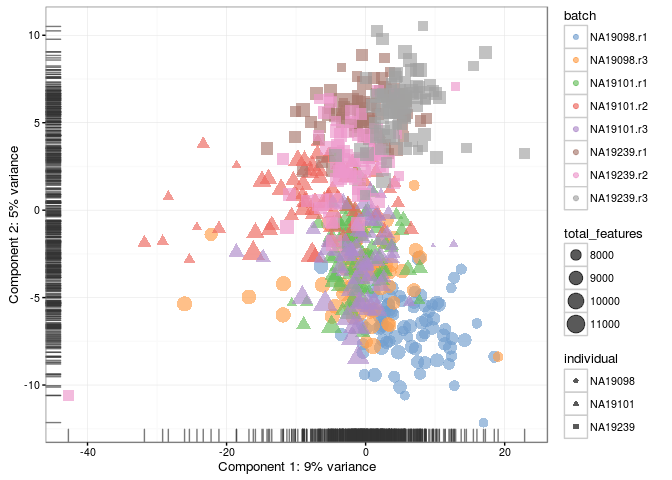 10
5
0
-5
-10
-40
-20
0
20
Component 1: 9% variance
Component 2: 5% variance
batch
NA19098.r1
NA19098.r3
NA19101.r1
NA19101.r2
NA19101.r3
NA19239.r1
NA19239.r2
NA19239.r3
total_features
8000
9000
10000
11000
individual
NA19098
NA19101
NA19239